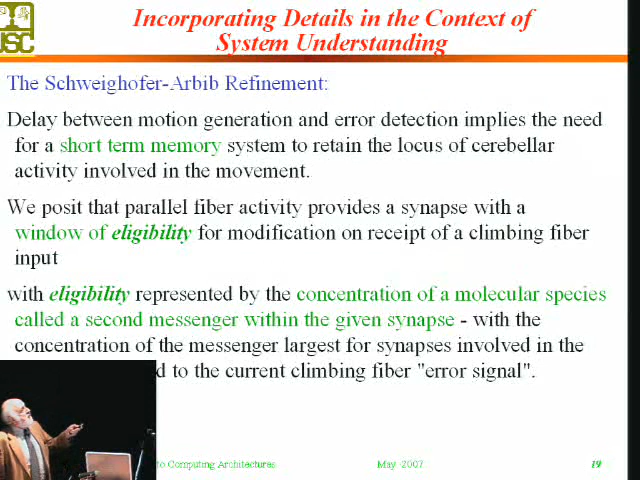 USC
Incorporating Details in the Context of
System Understanding
The Schweighofer-Arbib Refinement:
Delay between motion generation and error detection implies the need
for a short term memory system to retain the locus of cerebellar
activity involved in the movement.
We posit that parallel fiber activity provides a synapse with a
window of eligibility for modification on receipt of a climbing fiber
input
with eligibility represented by the concentration of a molecular species
called a second messenger within the given synapse - with the
concentration of the messenger largest for synapses involved in the
d to the current climbing fiber "error signal".
to Computing Architectures
May 2007
19